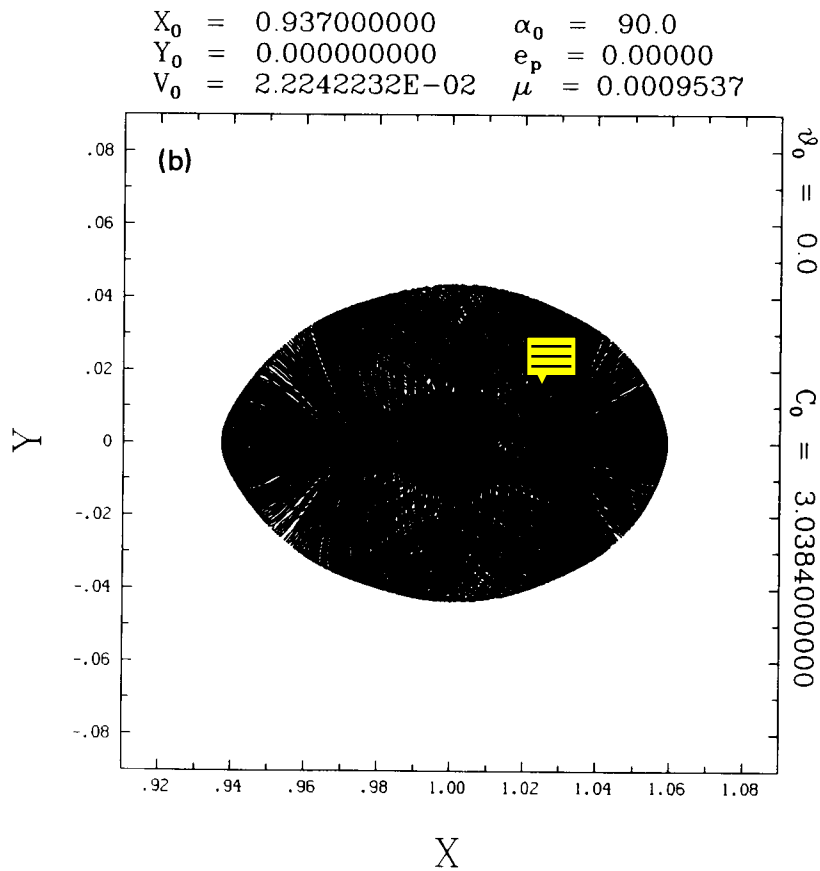 X₀ = 0.937000000 α₀ = 90.0
Y₀ = 0.000000000 eₚ = 0.00000
V₀ = 2.2242232E-02 μ = 0.0009537
(b)
ϑ₀ = 0.0 C₀ = 3.0384000000
.08
.06
.04
.02
0
-.02
-.04
-.06
-.08
Y
.92 .94 .96 .98 1.00 1.02 1.04 1.06 1.08
X